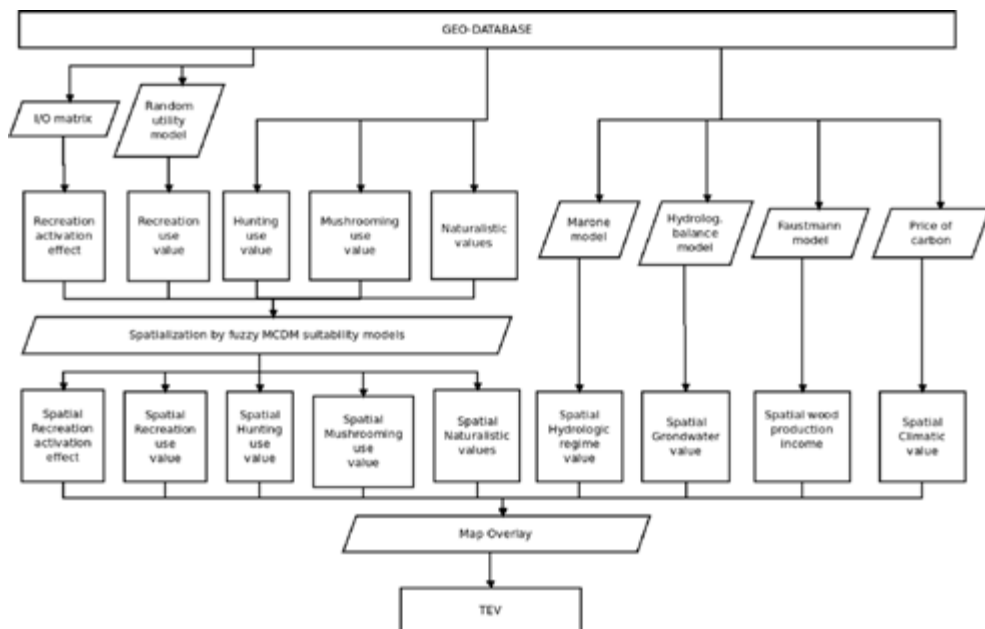 GEO-DATABASE
I/O matrix
Random
utility
model
Marone
model
Hydrolog.
balance
model
Faustmann
model
Price of
carbon
Recreation
activation
effect
Recreation
use
value
Hunting
use
value
Mushrooming
use
value
Naturalistic
values
Spatialization by fuzzy MCDM suitability models
Spatial
Recreation
activation
effect
Spatial
Recreation
use
value
Spatial
Hunting
use
value
Spatial
Mushrooming
use
value
Spatial
Naturalistic
values
Spatial
Hydrologic
regime
value
Spatial
Grondwater
value
Spatial wood
production
income
Spatial
Climatic
value
Map Overlay
TEV